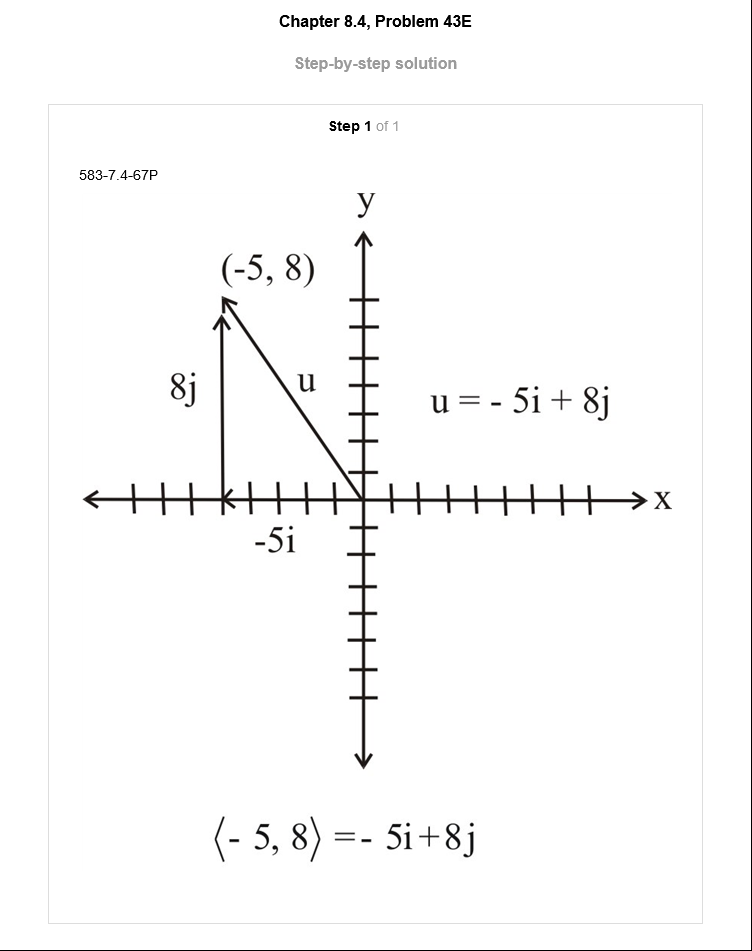 Chapter 8.4, Problem 43E
Step-by-step solution
Step 1 of 1
583-7.4-67P
y
(-5, 8)
8j
u
u = - 5i + 8j
x
-5i
⟨- 5, 8⟩ =- 5i+8j